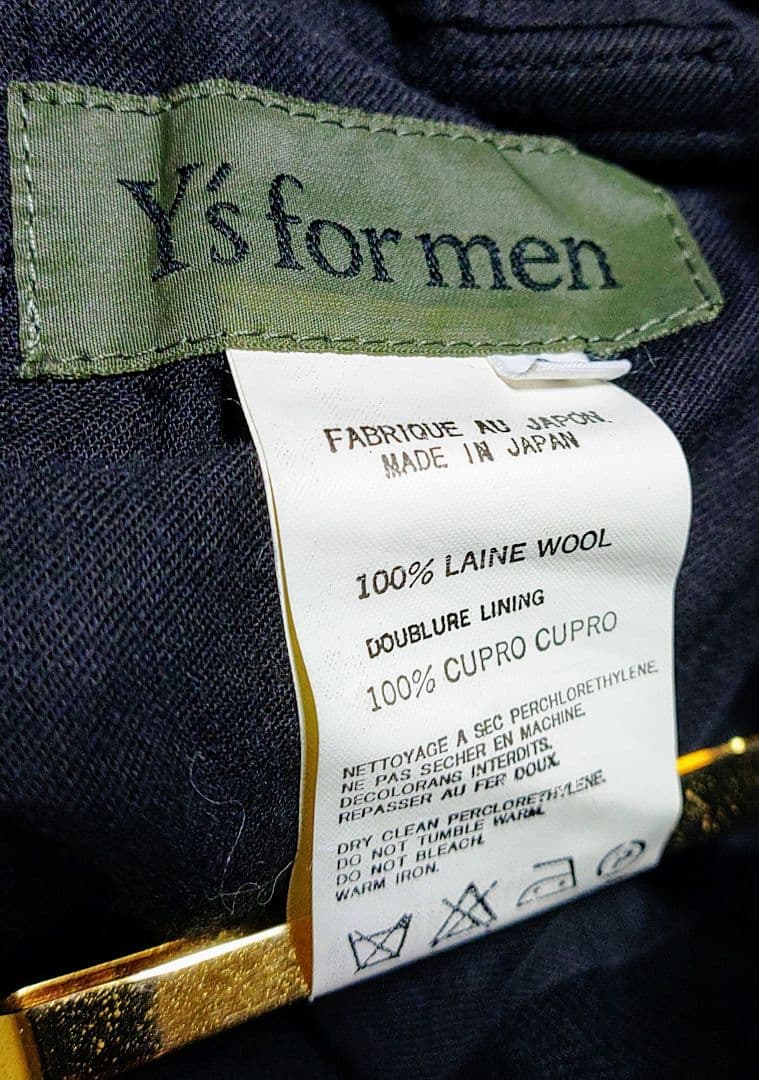 Y's for men
FABRIQUE AU JAPON.
MADE IN JAPAN
100% LAINE WOOL
DOUBLURE LINING
100% CUPRO CUPRO
NETTOYAGE A SEC PERCHLORETHYLENE.
NE PAS SECHER EN MACHINE.
DECOLORANS INTERDITS.
REPASSER AU FER DOUX.
DRY CLEAN PERCLORETHYLENE.
DO NOT TUMBLE WARM.
DO NOT BLEACH.
WARM IRON.
P